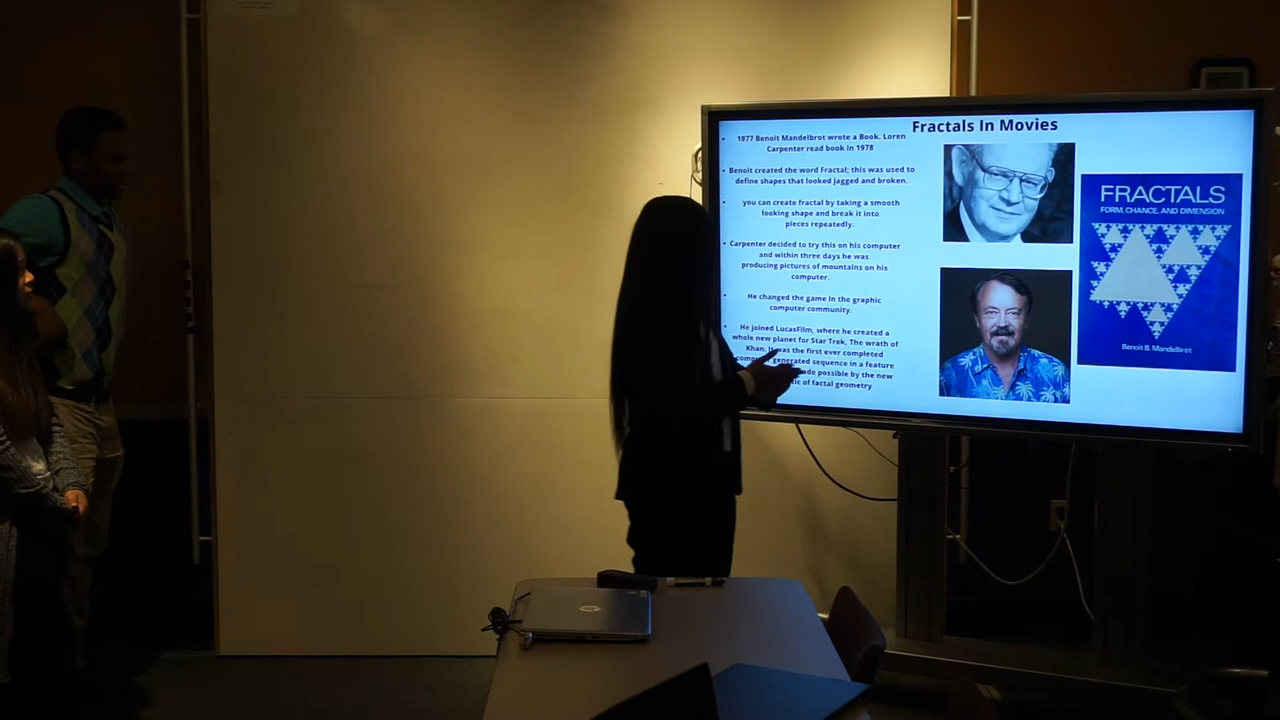 Fractals In Movies
1977 Benoit Mandelbrot wrote a Book. Loren
Carpenter read book in 1978
Benoit created the word Fractal; this was used to
define shapes that looked jagged and broken.
you can create fractal by taking a smooth
looking shape and break it into
pieces repeatedly.
Carpenter decided to try this on his computer
and within three days he was
producing pictures of mountains on his
computer.
He changed the game in the graphic
computer community.
He joined LucasFilm, where he created a
whole new planet for Star Trek, The wrath of
Khan. It was the first ever completed
generated sequence in a feature
possible by the new
of factal geometry
FRACTALS
FORM, CHANCE, AND DIMENSION
Benoit B. Mandelbrot
hp